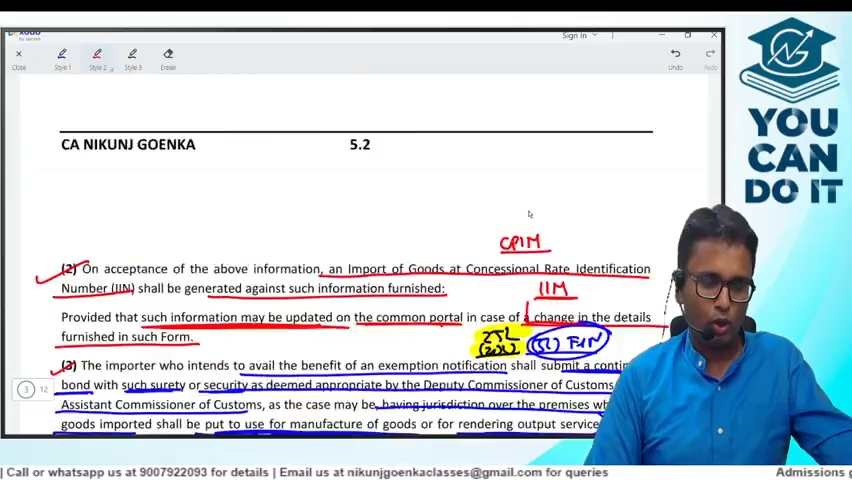 Sign in
Close
Style 1
Style 2
Style 3
Eraser
Undo
Redo
CA NIKUNJ GOENKA 5.2
CPIM
(2) On acceptance of the above information, an Import of Goods at Concessional Rate Identification
Number (IIN) shall be generated against such information furnished:
IIM
Provided that such information may be updated on the common portal in case of a change in the details
furnished in such Form.
(3) The importer who intends to avail the benefit of an exemption notification shall submit a
bond with such surety or security as deemed appropriate by the Deputy Commissioner of Customs
Assistant Commissioner of Customs, as the case may be, having jurisdiction over the premises
goods imported shall be put to use for manufacture of goods or for rendering output service
3 12
YOU
CAN
DO IT
| Call or whatsapp us at 9007922093 for details | Email us at nikunjgoenkaclasses@gmail.com for queries
Admissions